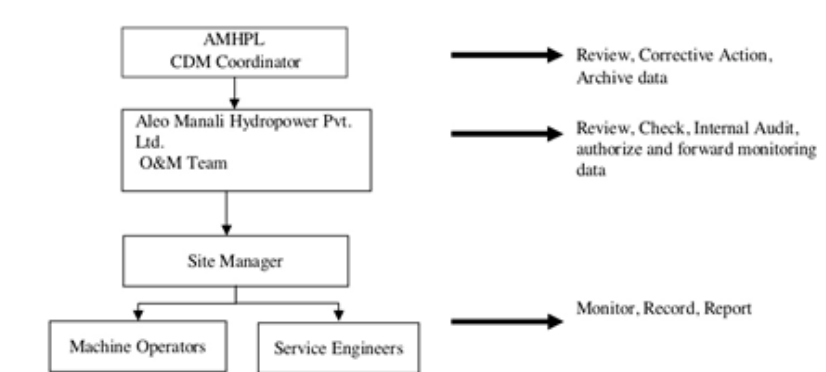 AMHPL
CDM Coordinator
Review, Corrective Action,
Archive data
Aleo Manali Hydropower Pvt.
Ltd.
O&M Team
Review, Check, Internal Audit,
authorize and forward monitoring
data
Site Manager
Monitor, Record, Report
Machine Operators
Service Engineers